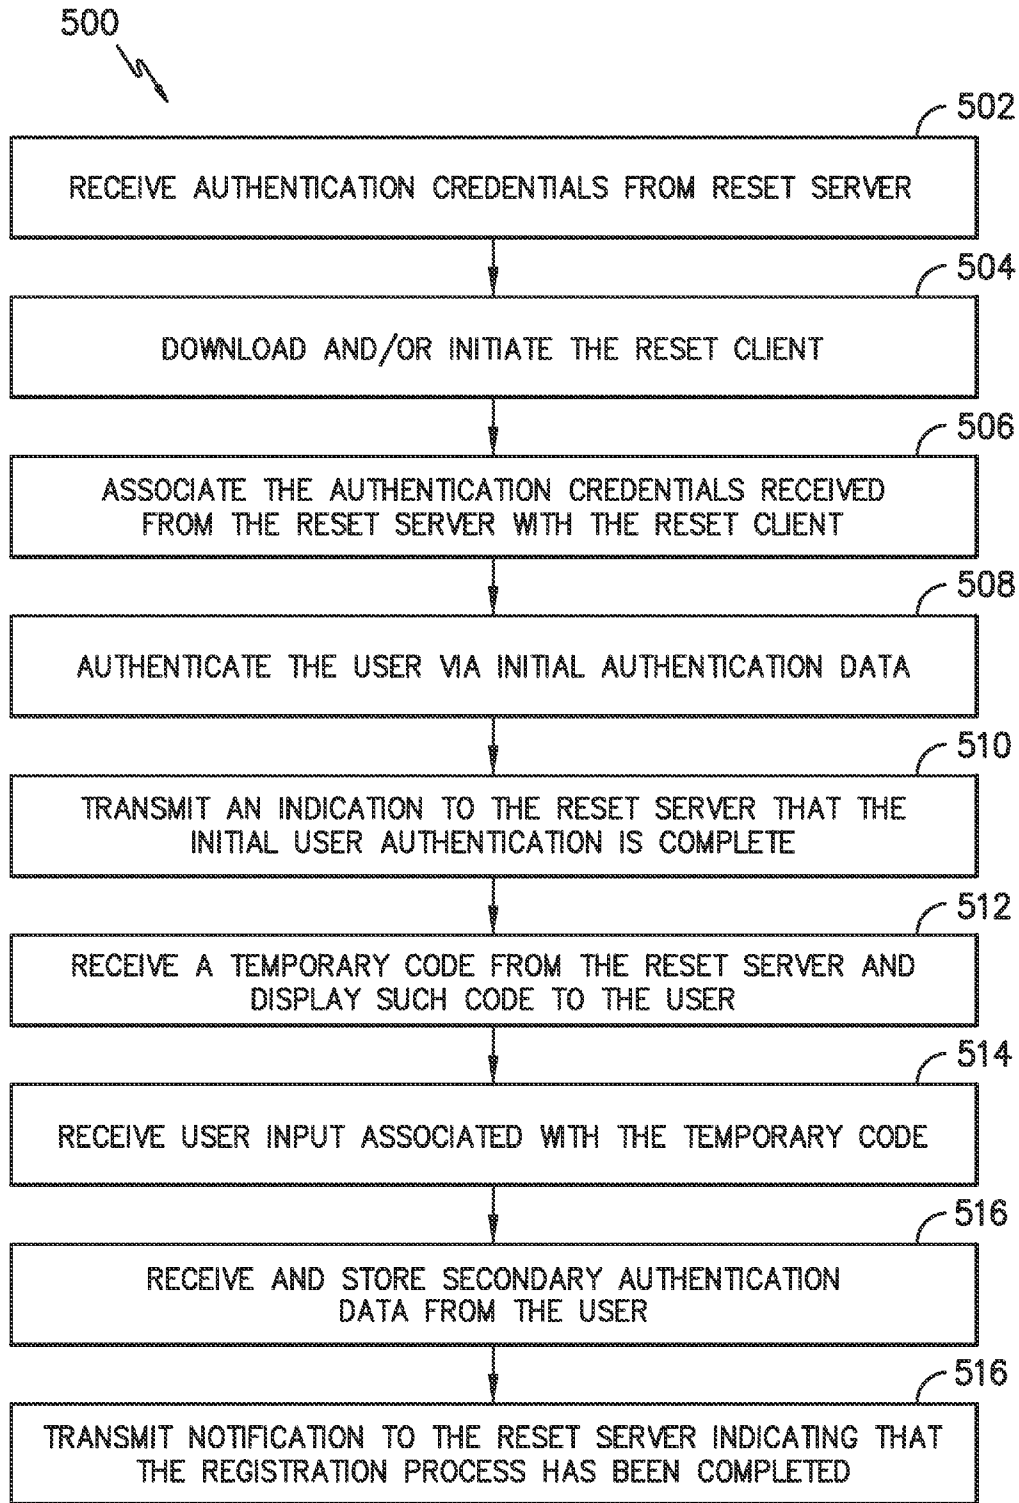 500
502
RECEIVE AUTHENTICATION CREDENTIALS FROM RESET SERVER
504
DOWNLOAD AND/OR INITIATE THE RESET CLIENT
506
ASSOCIATE THE AUTHENTICATION CREDENTIALS RECEIVED
FROM THE RESET SERVER WITH THE RESET CLIENT
508
AUTHENTICATE THE USER VIA INITIAL AUTHENTICATION DATA
510
TRANSMIT AN INDICATION TO THE RESET SERVER THAT THE
INITIAL USER AUTHENTICATION IS COMPLETE
512
RECEIVE A TEMPORARY CODE FROM THE RESET SERVER AND
DISPLAY SUCH CODE TO THE USER
514
RECEIVE USER INPUT ASSOCIATED WITH THE TEMPORARY CODE
516
RECEIVE AND STORE SECONDARY AUTHENTICATION
DATA FROM THE USER
516
TRANSMIT NOTIFICATION TO THE RESET SERVER INDICATING THAT
THE REGISTRATION PROCESS HAS BEEN COMPLETED